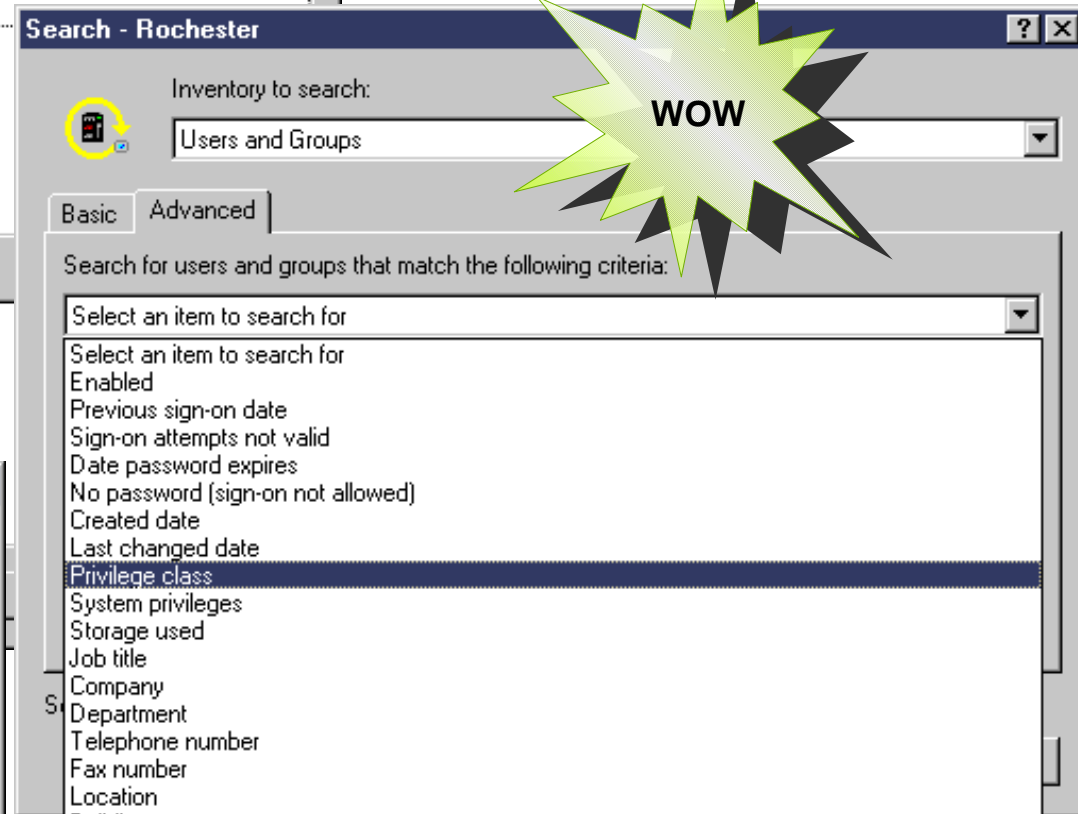 Search - Rochester
WOW
Inventory to search:
Users and Groups
Basic
Advanced
Search for users and groups that match the following criteria:
Select an item to search for
Select an item to search for
Enabled
Previous sign-on date
Sign-on attempts not valid
Date password expires
No password (sign-on not allowed)
Created date
Last changed date
Privilege class
System privileges
Storage used
Job title
Company
Department
Telephone number
Fax number
Location